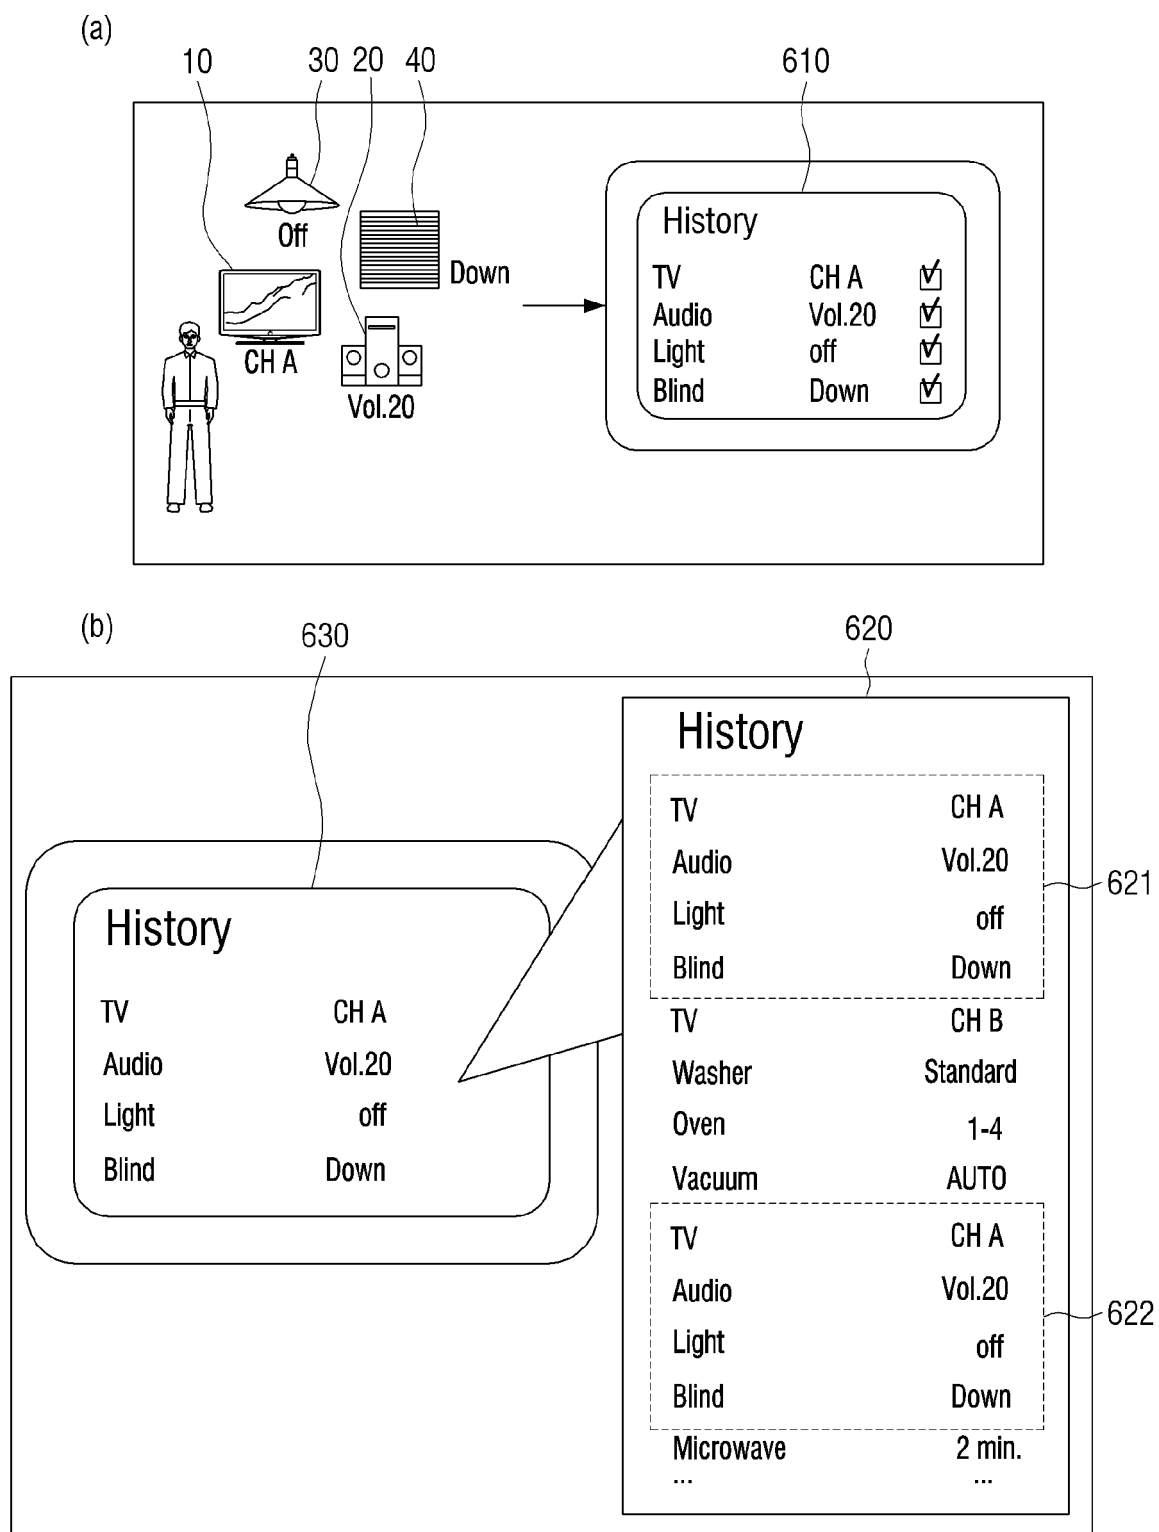 (a)
10 30 20 40 610
Off
Down
CH A
Vol.20
History
TV CH A
Audio Vol.20
Light off
Blind Down
(b)
630 620
History
TV CH A
Audio Vol.20
Light off
Blind Down
History
TV CH A
Audio Vol.20
621
Light off
Blind Down
TV CH B
Washer Standard
Oven 1-4
Vacuum AUTO
TV CH A
Audio Vol.20
622
Light off
Blind Down
Microwave 2 min.
... ...